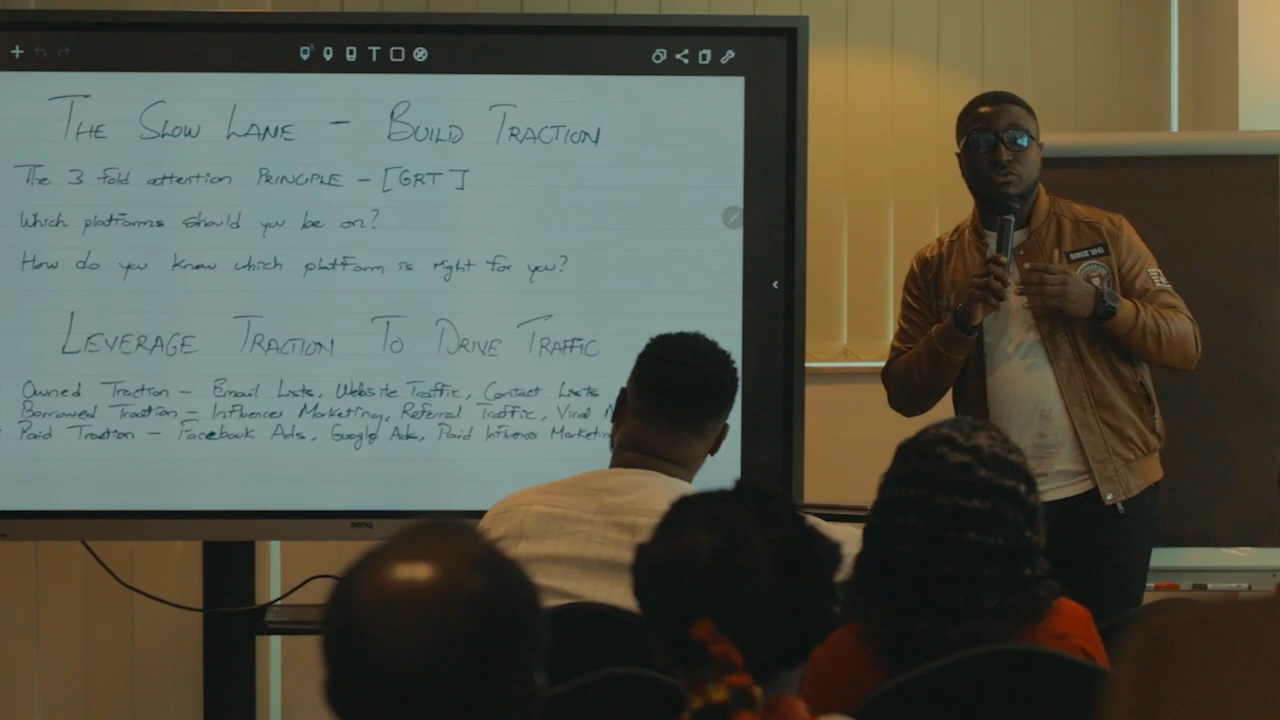 THE SLOW LANE - BUILD TRACTION
The 3 fold attention PRINCIPLE - [GRT]
Which platforms should you be on?
How do you know which platform is right for you?
LEVERAGE TRACTION TO DRIVE TRAFFIC
Owned Traction - Email Lists, Website Traffic, Contact Lists
Borrowed Traction - Influencer Marketing, Referral Traffic, Viral
Paid Traction - Facebook Ads, Google Ads, Paid Influencer Marketin
BenQ